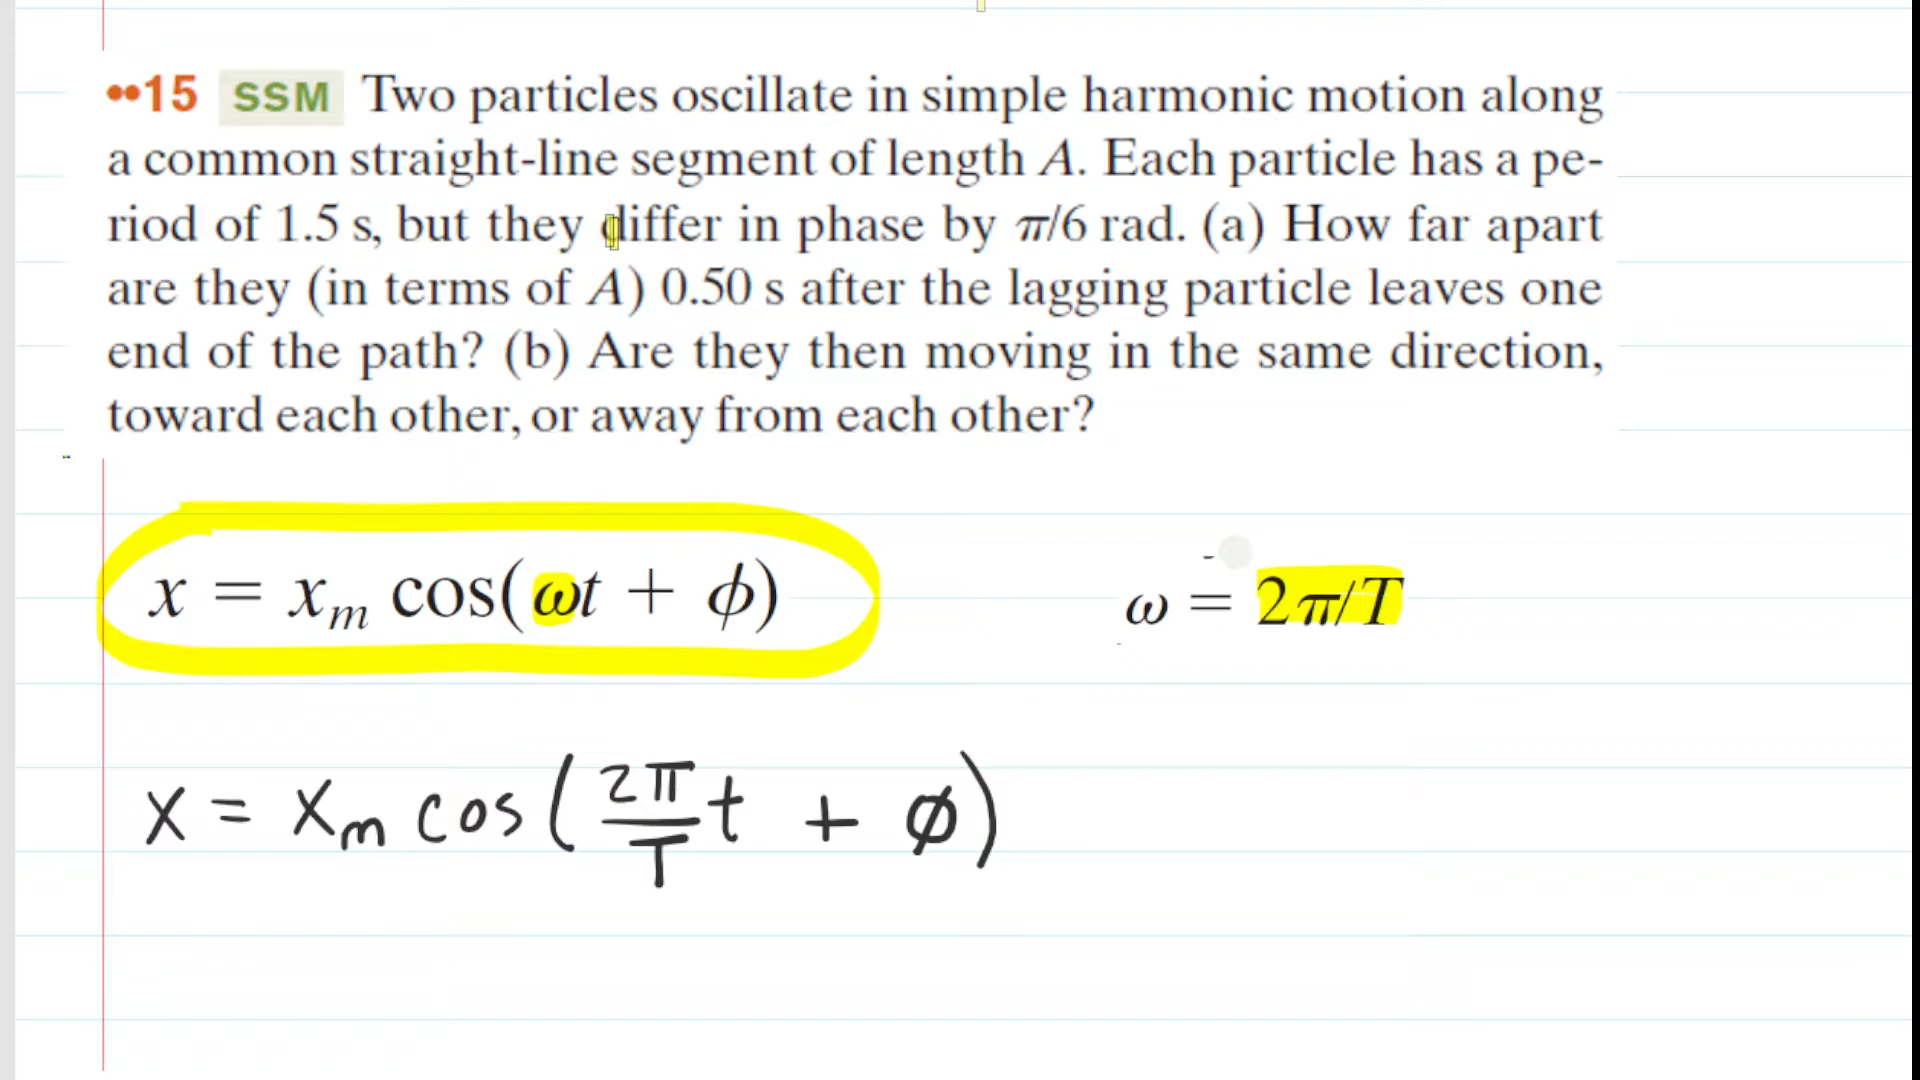 ••15 SSM Two particles oscillate in simple harmonic motion along
a common straight-line segment of length A. Each particle has a pe-
riod of 1.5 s, but they differ in phase by π/6 rad. (a) How far apart
are they (in terms of A) 0.50 s after the lagging particle leaves one
end of the path? (b) Are they then moving in the same direction,
toward each other, or away from each other?
x = xₘ cos(ωt + ϕ)
ω = 2π/T
x = xₘ cos(2π/T t + ϕ)